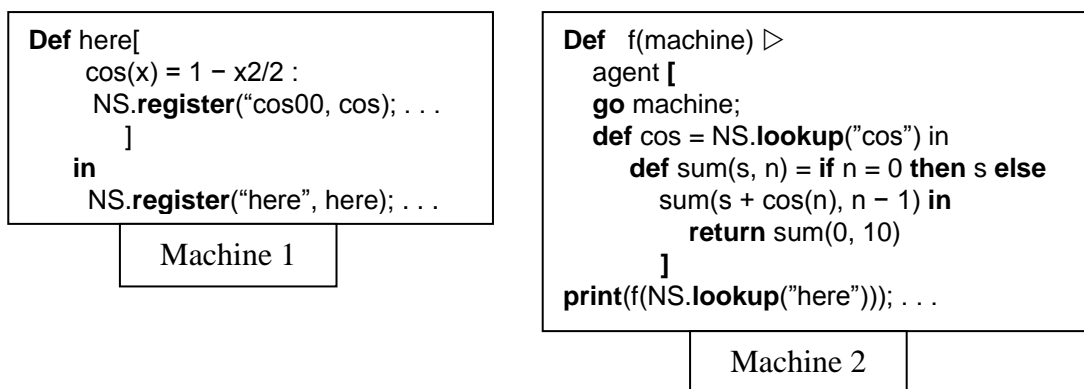 Def here[
cos(x) = 1 − x2/2 :
NS.register(“cos00, cos); . . .
]
in
NS.register(“here”, here); . . .
Machine 1
Def f(machine) ▷
agent [
go machine;
def cos = NS.lookup(”cos”) in
def sum(s, n) = if n = 0 then s else
sum(s + cos(n), n − 1) in
return sum(0, 10)
]
print(f(NS.lookup(”here”))); . . .
Machine 2